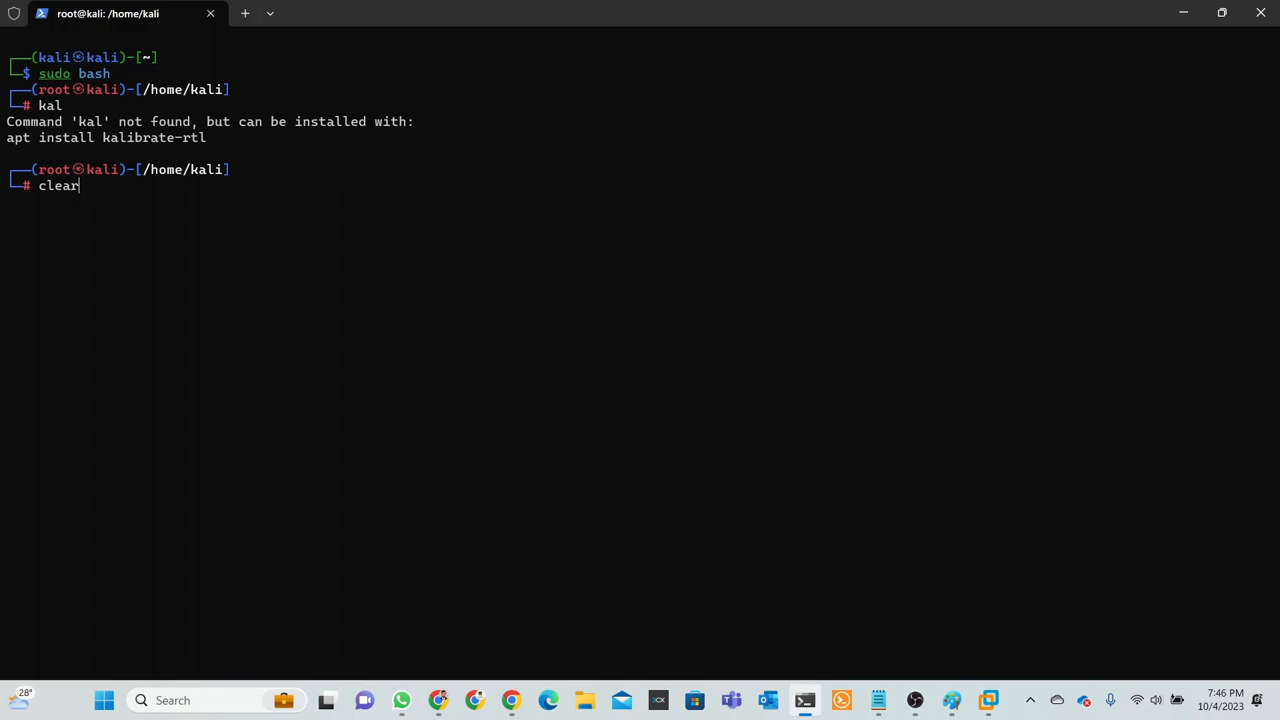 root@kali: /home/kali
┌──(kali㉿kali)-[~]
└─$ sudo bash
┌──(root㉿kali)-[/home/kali]
└─# kal
Command 'kal' not found, but can be installed with:
apt install kalibrate-rtl
┌──(root㉿kali)-[/home/kali]
└─# clear
28°
Search
7:46 PM
10/4/2023